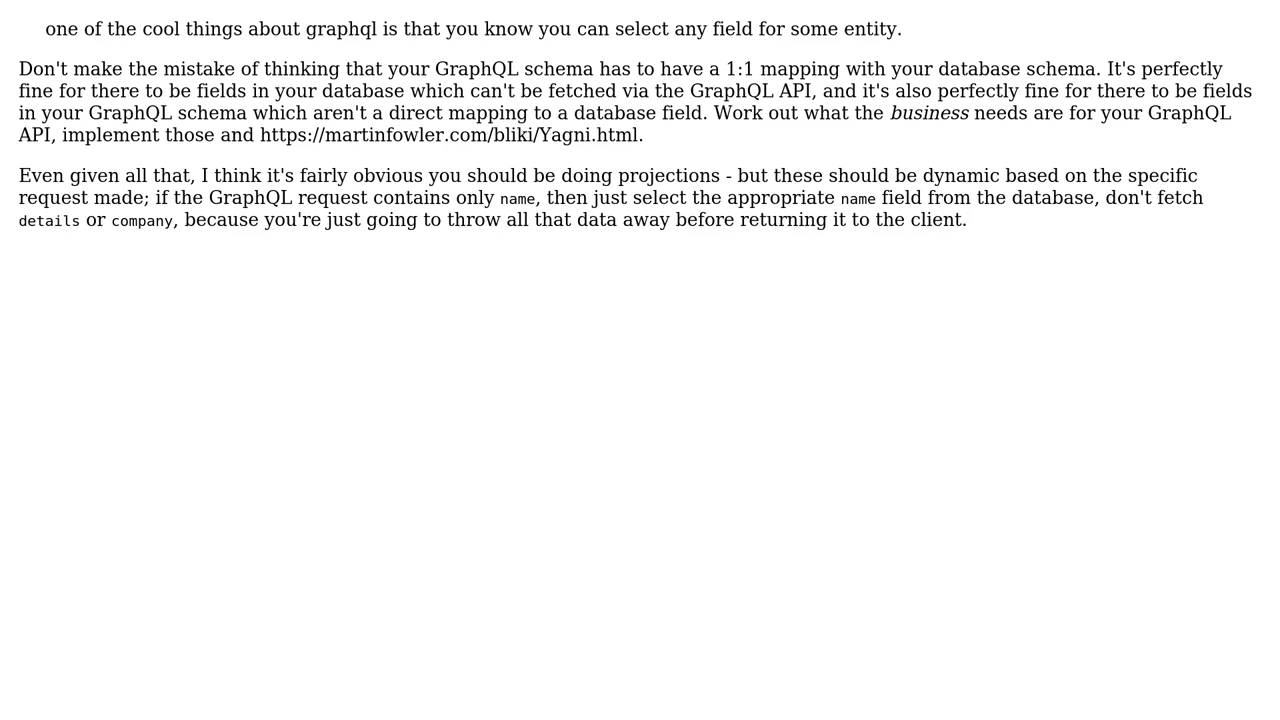 one of the cool things about graphql is that you know you can select any field for some entity.
Don't make the mistake of thinking that your GraphQL schema has to have a 1:1 mapping with your database schema. It's perfectly
fine for there to be fields in your database which can't be fetched via the GraphQL API, and it's also perfectly fine for there to be fields
in your GraphQL schema which aren't a direct mapping to a database field. Work out what the business needs are for your GraphQL
API, implement those and https://martinfowler.com/bliki/Yagni.html.
Even given all that, I think it's fairly obvious you should be doing projections - but these should be dynamic based on the specific
request made; if the GraphQL request contains only name, then just select the appropriate name field from the database, don't fetch
details or company, because you're just going to throw all that data away before returning it to the client.